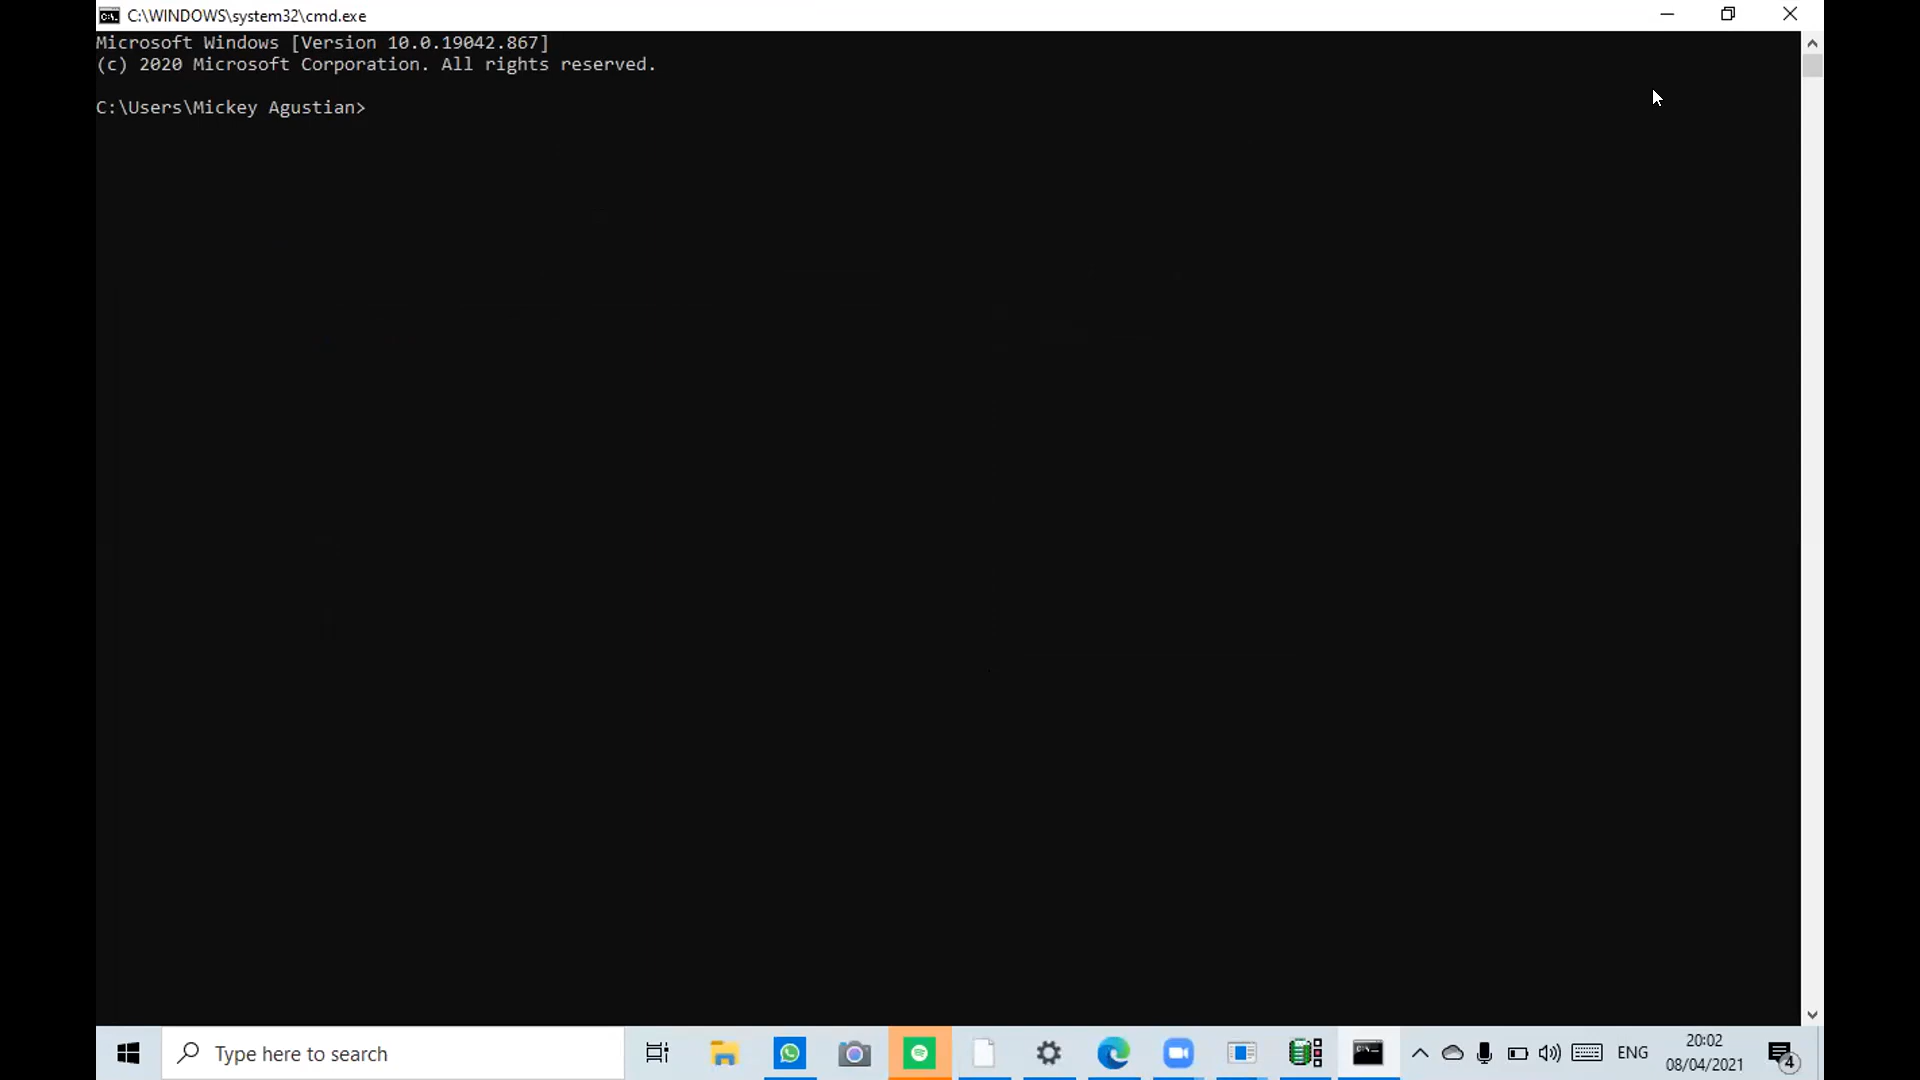 C:\WINDOWS\system32\cmd.exe
Microsoft Windows [Version 10.0.19042.867]
(c) 2020 Microsoft Corporation. All rights reserved.
C:\Users\Mickey Agustian>
Type here to search
ENG
20:02
08/04/2021
4